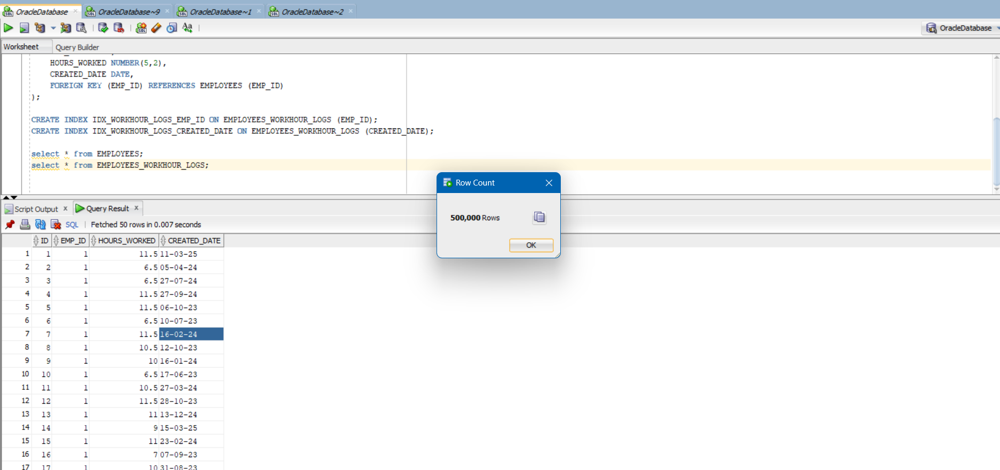 OracleDatabase OracleDatabase~9 OracleDatabase~1 OracleDatabase~2
OracleDatabase
Worksheet Query Builder
HOURS_WORKED NUMBER(5,2),
CREATED_DATE DATE,
FOREIGN KEY (EMP_ID) REFERENCES EMPLOYEES (EMP_ID)
);
CREATE INDEX IDX_WORKHOUR_LOGS_EMP_ID ON EMPLOYEES_WORKHOUR_LOGS (EMP_ID);
CREATE INDEX IDX_WORKHOUR_LOGS_CREATED_DATE ON EMPLOYEES_WORKHOUR_LOGS (CREATED_DATE);
select * from EMPLOYEES;
select * from EMPLOYEES_WORKHOUR_LOGS;
Row Count
500,000 Rows
OK
Script Output x Query Result x
SQL | Fetched 50 rows in 0.007 seconds
ID EMP_ID HOURS_WORKED CREATED_DATE
1 1 1 11.5 11-03-25
2 2 1 6.5 05-04-24
3 3 1 6.5 27-07-24
4 4 1 11.5 27-09-24
5 5 1 11.5 06-10-23
6 6 1 6.5 10-07-23
7 7 1 11.5 16-02-24
8 8 1 10.5 12-10-23
9 9 1 10 16-01-24
10 10 1 6.5 17-06-23
11 11 1 10.5 27-03-24
12 12 1 11.5 28-10-23
13 13 1 11 13-12-24
14 14 1 9 15-03-25
15 15 1 11 23-02-24
16 16 1 7 07-09-23
17 17 1 10 31-08-23